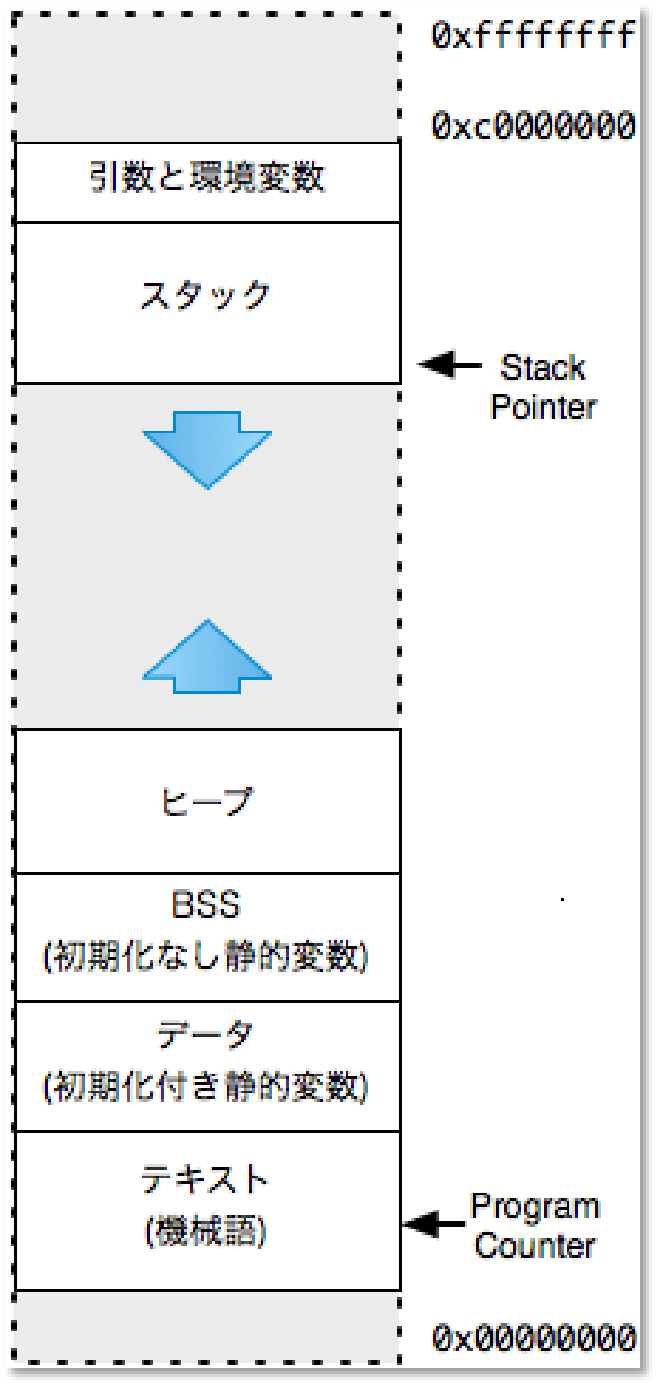 0xffffffff
0xc0000000
引数と環境変数
スタック
Stack
Pointer
ヒープ
BSS
(初期化なし静的変数)
データ
(初期化付き静的変数)
テキスト
(機械語)
Program
Counter
0x00000000